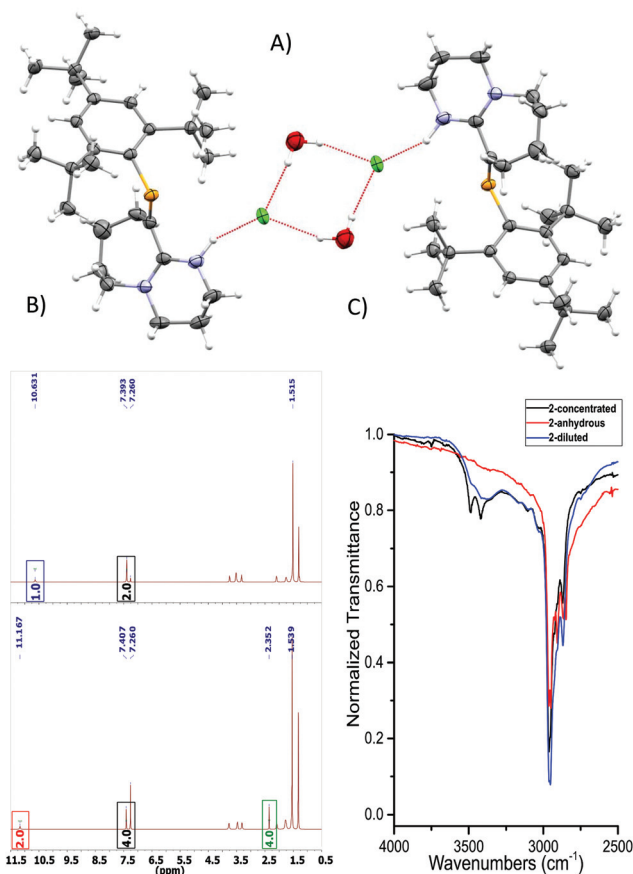 A)
B)
C)
10.631
7.393
7.260
1.515
1.0
2.0
11.167
7.407
7.260
2.352
1.539
2.0
4.0
4.0
11.5 10.5 9.5 8.5 7.5 6.5 5.5 4.5 3.5 2.5 1.5 0.5
(ppm)
2-concentrated
2-anhydrous
2-diluted
Normalized Transmittance
1.0
0.8
0.6
0.4
0.2
0.0
4000 3500 3000 2500
Wavenumbers (cm-1)